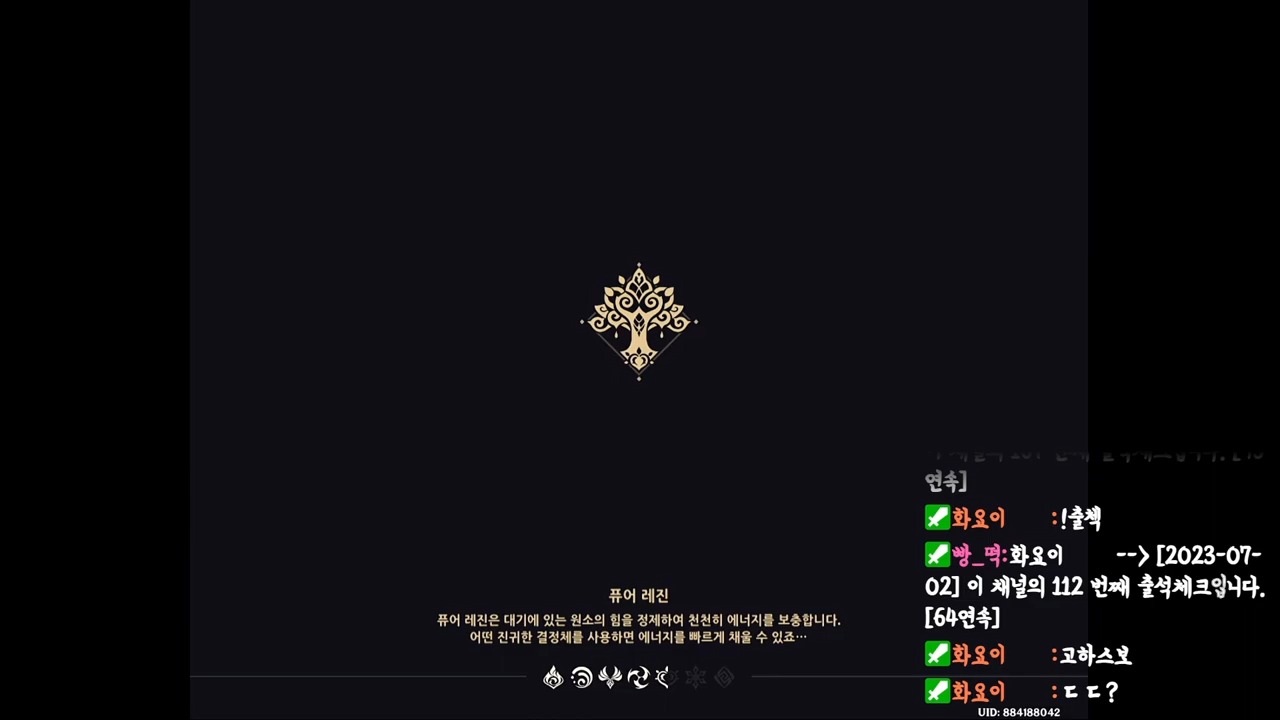 연속]
화요이 :!출첵
빵_떡:화요이 --> [2023-07-
02] 이 채널의 112 번째 출석체크입니다.
[64연속]
화요이 :고하스보
화요이 :ㄷㄷ?
퓨어 레진
퓨어 레진은 대기에 있는 원소의 힘을 정제하여 천천히 에너지를 보충합니다.
어떤 진귀한 결정체를 사용하면 에너지를 빠르게 채울 수 있죠…
UID: 884188042